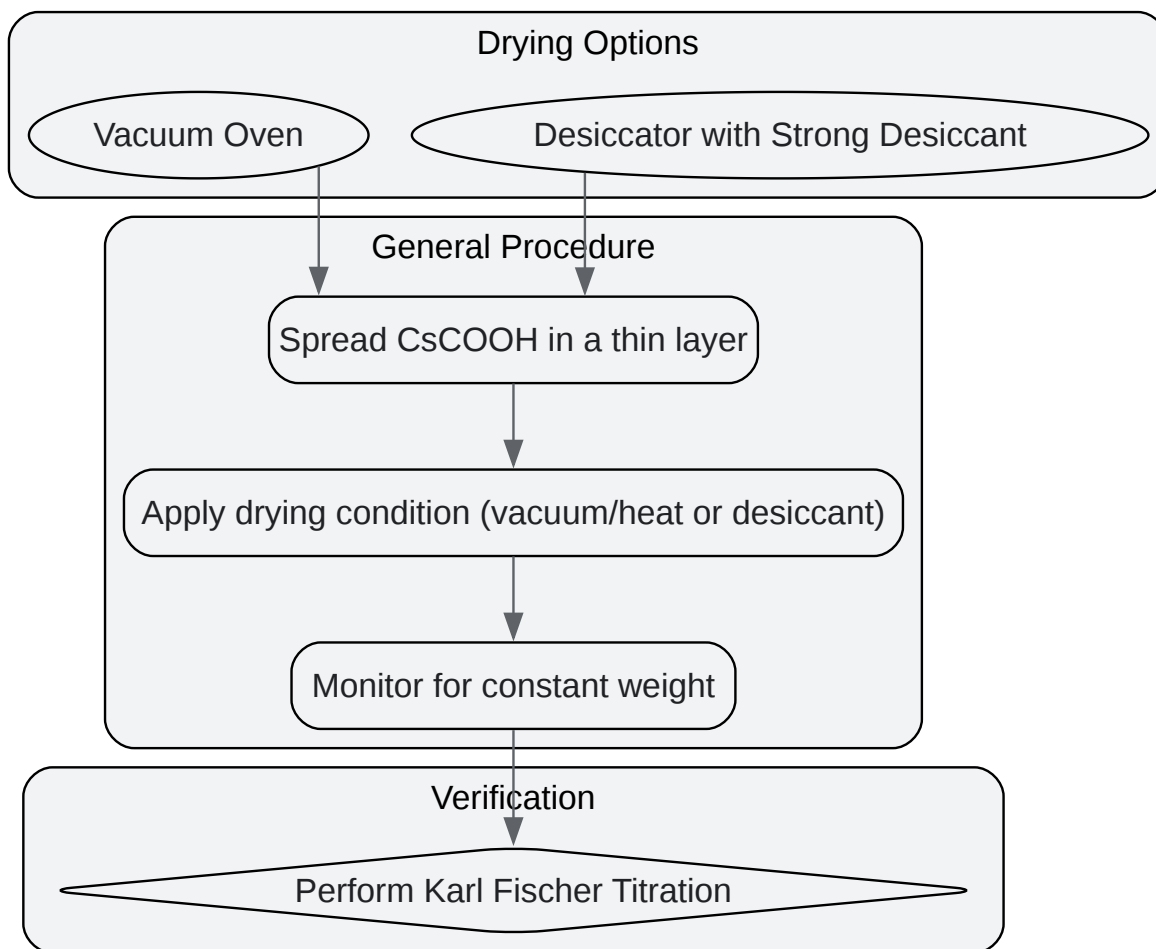 Drying Options
Vacuum Oven
Desiccator with Strong Desiccant
General Procedure
Spread CsCOOH in a thin layer
Apply drying condition (vacuum/heat or desiccant)
Monitor for constant weight
Verification
Perform Karl Fischer Titration